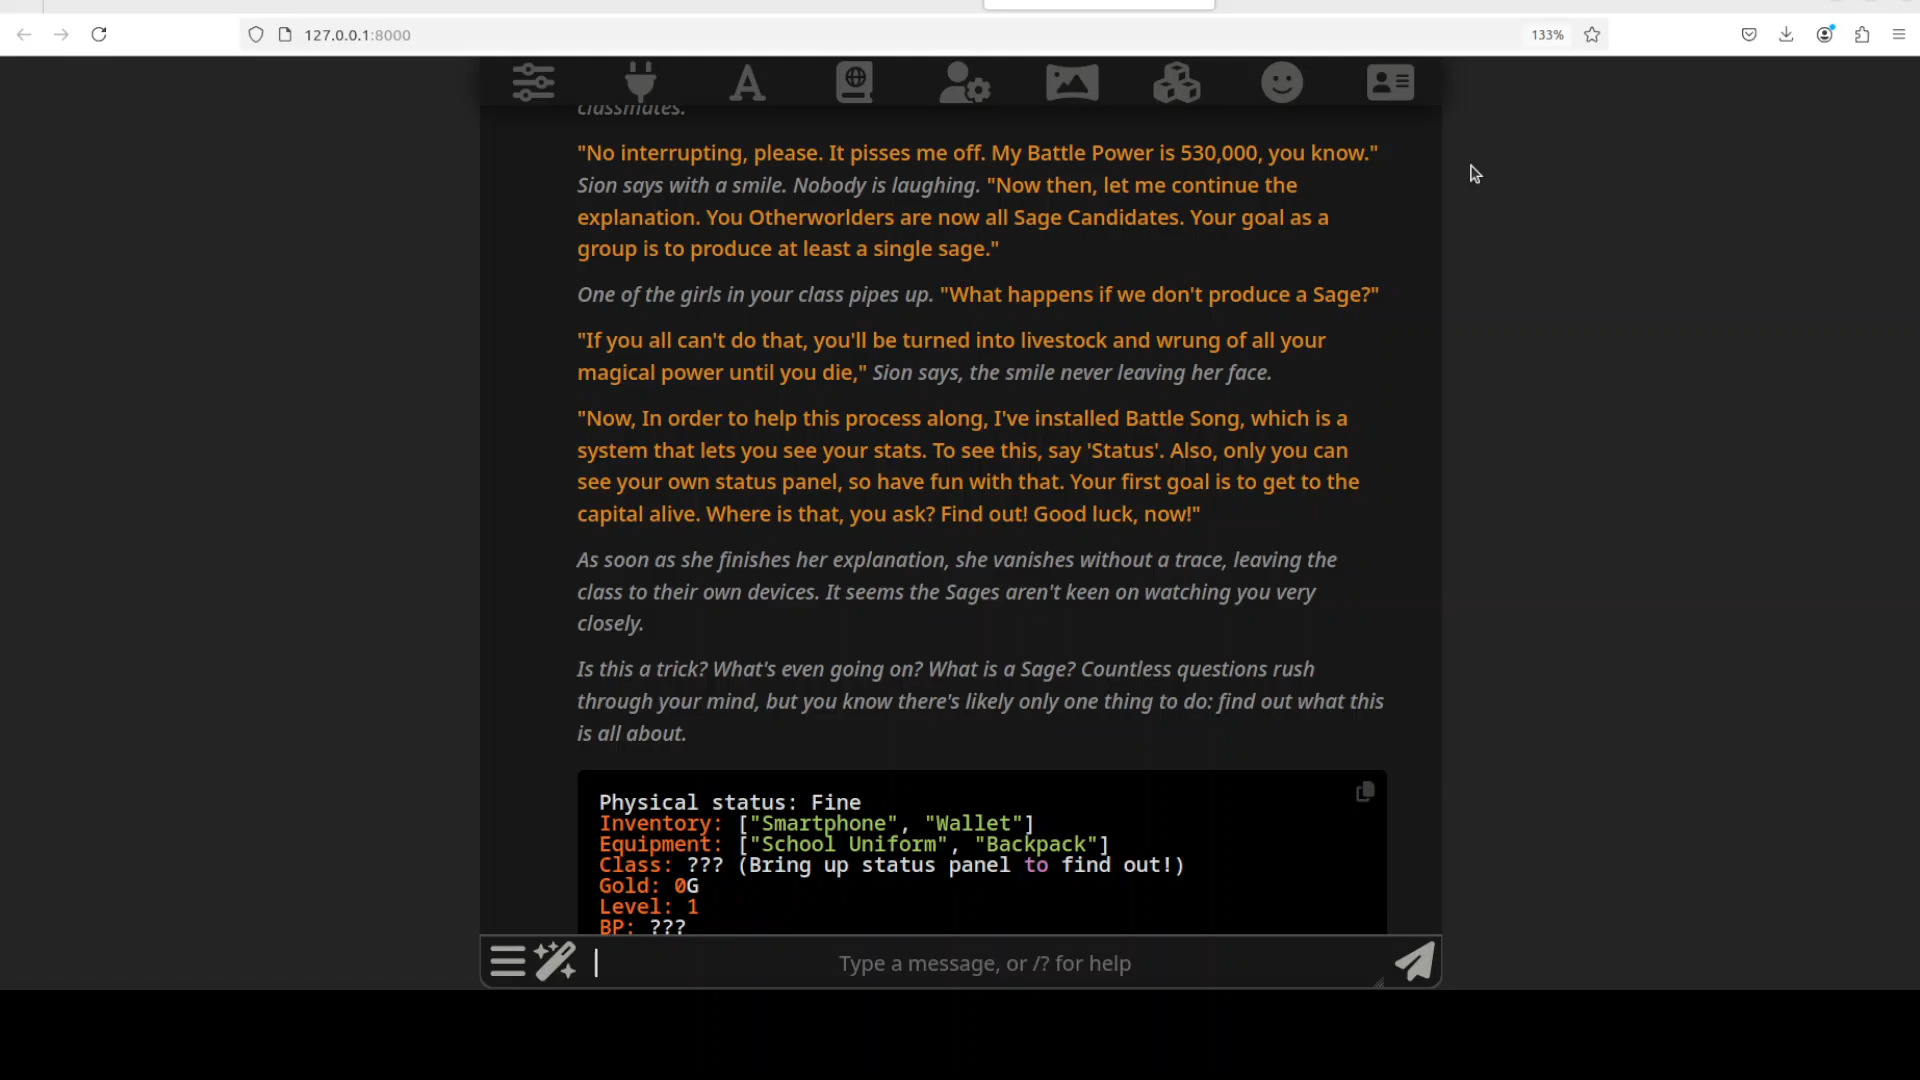 127.0.0.1:8000
133%
classmates.
"No interrupting, please. It pisses me off. My Battle Power is 530,000, you know."
Sion says with a smile. Nobody is laughing. "Now then, let me continue the
explanation. You Otherworlders are now all Sage Candidates. Your goal as a
group is to produce at least a single sage."
One of the girls in your class pipes up. "What happens if we don't produce a Sage?"
"If you all can't do that, you'll be turned into livestock and wrung of all your
magical power until you die," Sion says, the smile never leaving her face.
"Now, In order to help this process along, I've installed Battle Song, which is a
system that lets you see your stats. To see this, say 'Status'. Also, only you can
see your own status panel, so have fun with that. Your first goal is to get to the
capital alive. Where is that, you ask? Find out! Good luck, now!"
As soon as she finishes her explanation, she vanishes without a trace, leaving the
class to their own devices. It seems the Sages aren't keen on watching you very
closely.
Is this a trick? What's even going on? What is a Sage? Countless questions rush
through your mind, but you know there's likely only one thing to do: find out what this
is all about.
Physical status: Fine
Inventory: ["Smartphone", "Wallet"]
Equipment: ["School Uniform", "Backpack"]
Class: ??? (Bring up status panel to find out!)
Gold: 0G
Level: 1
BP: ???
Type a message, or /? for help